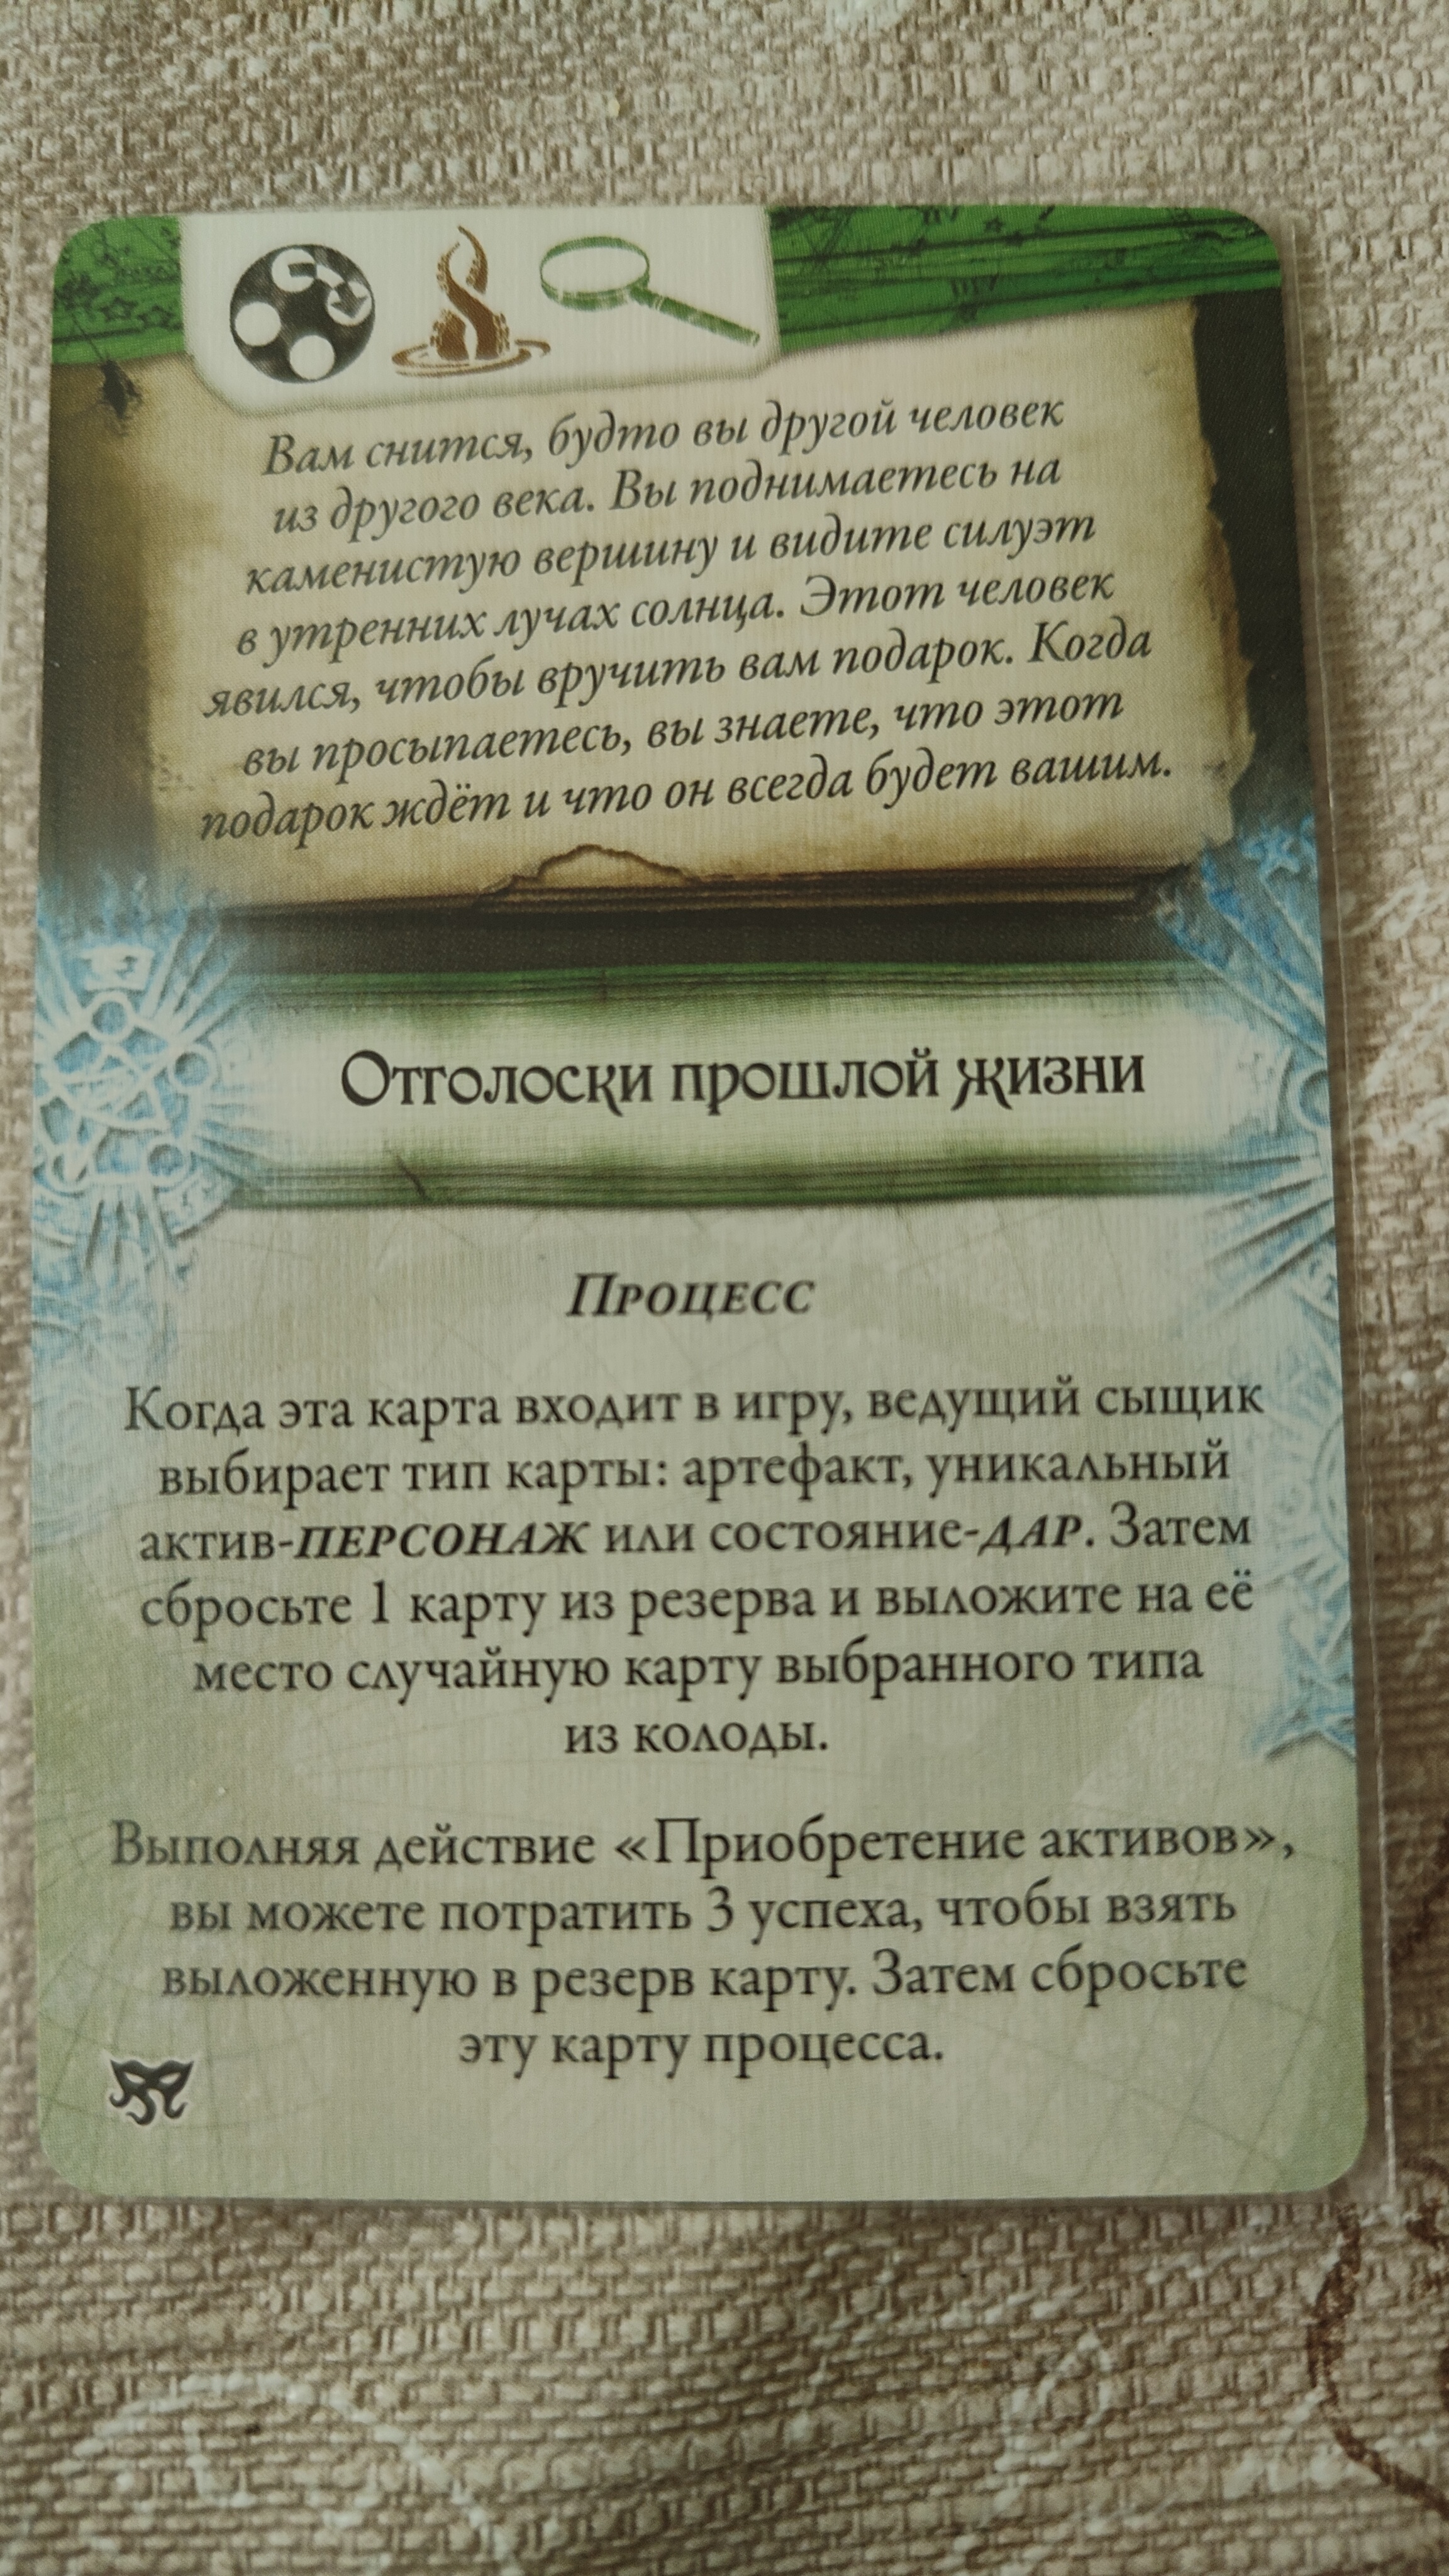 Вам снится, будто вы другой человек
из другого века. Вы поднимаетесь на
каменистую вершину и видите силуэт
в утренних лучах солнца. Этот человек
явился, чтобы вручить вам подарок. Когда
вы просыпаетесь, вы знаете, что этот
подарок ждёт и что он всегда будет вашим.
Отголоски прошлой жизни
Процесс
Когда эта карта входит в игру, ведущий сыщик
выбирает тип карты: артефакт, уникальный
актив-ПЕРСОНАЖ или состояние-ДАР. Затем
сбросьте 1 карту из резерва и выложите на её
место случайную карту выбранного типа
из колоды.
Выполняя действие «Приобретение активов»,
вы можете потратить 3 успеха, чтобы взять
выложенную в резерв карту. Затем сбросьте
эту карту процесса.